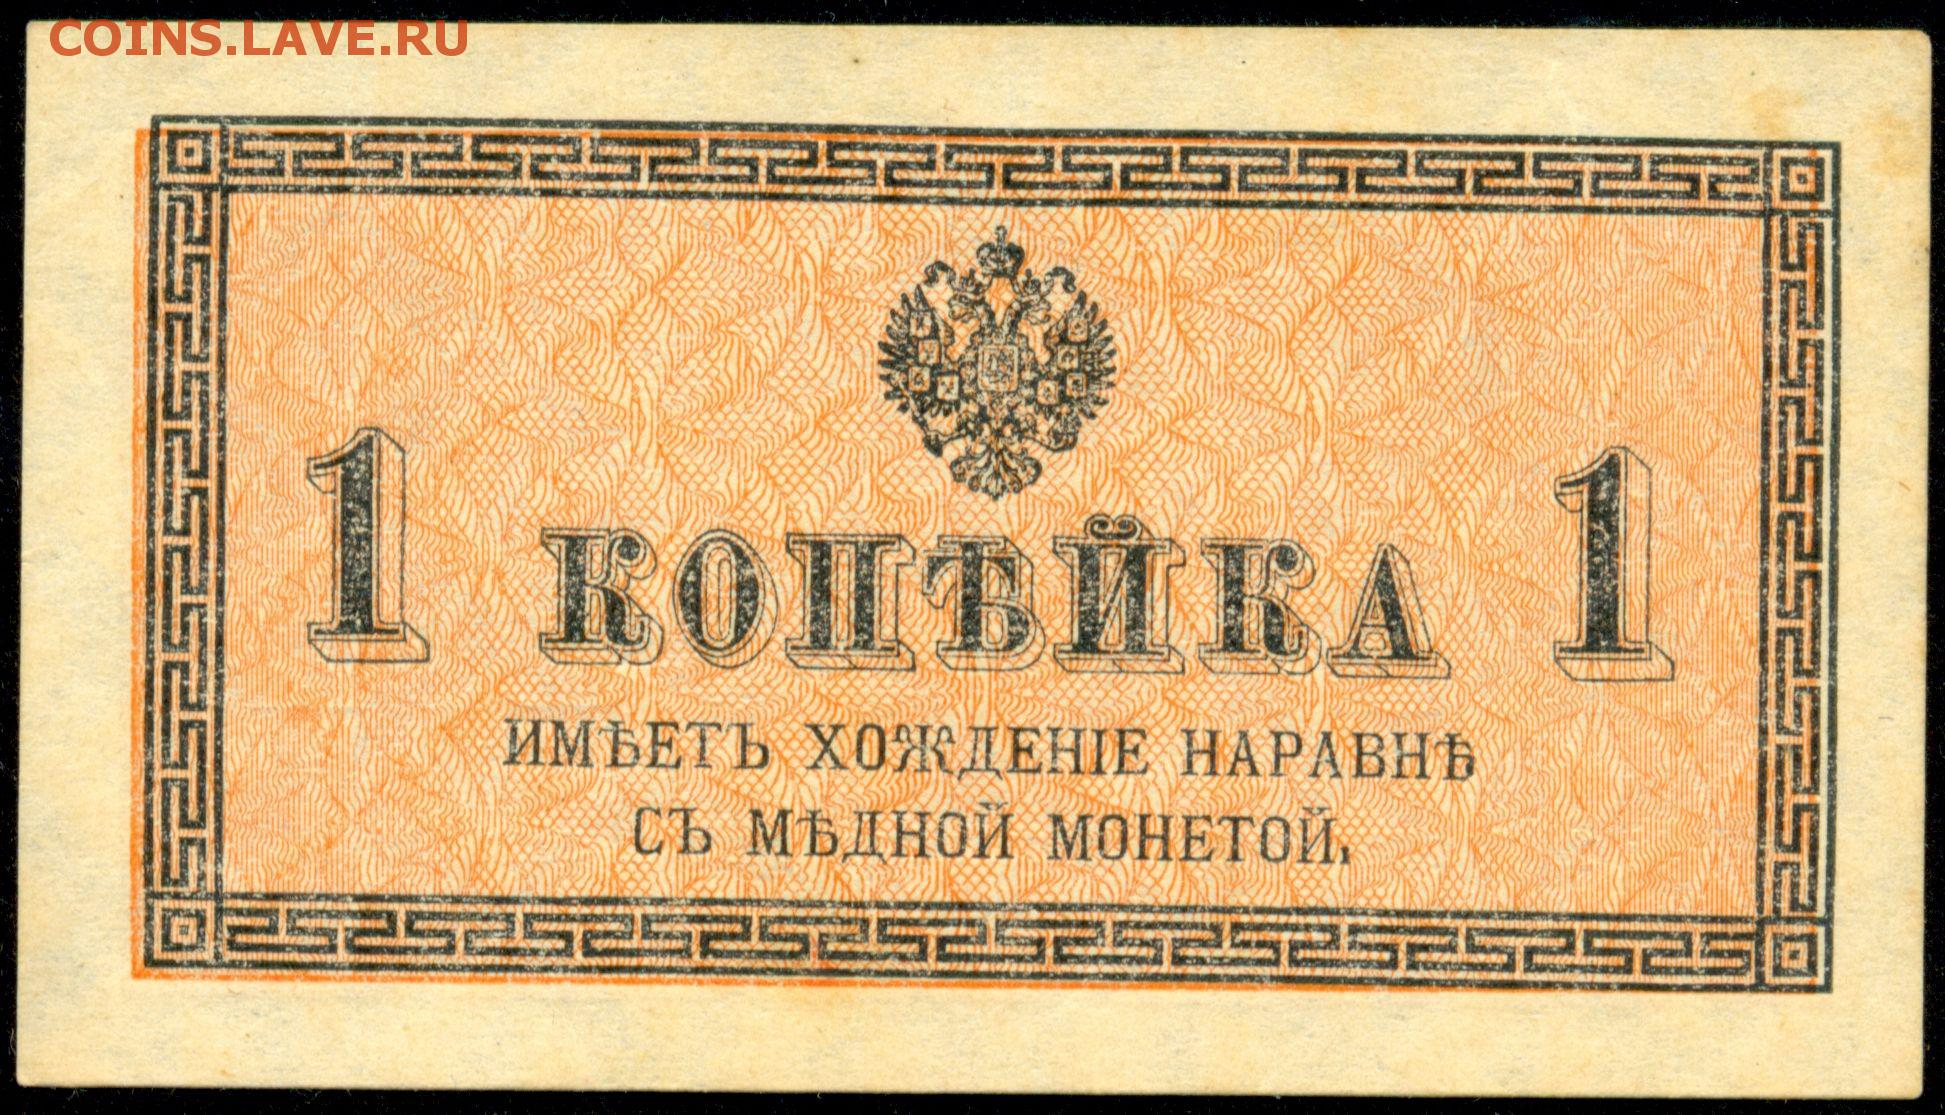 COINS.LAVE.RU
1 КОПѢЙКА 1
ИМѢЕТЪ ХОЖДЕНІЕ НАРАВНѢ
СЪ МѢДНОЙ МОНЕТОЙ.